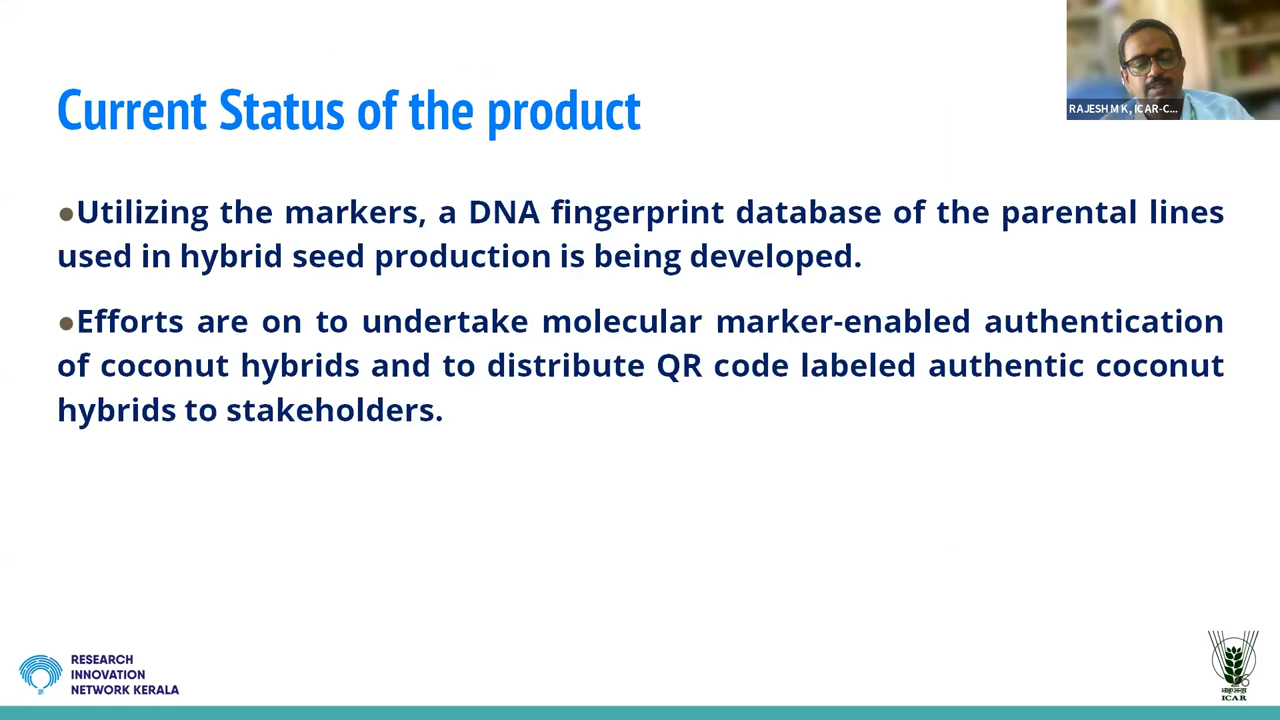 RAJESH M K, ICAR-C...
Current Status of the product
●Utilizing the markers, a DNA fingerprint database of the parental lines
used in hybrid seed production is being developed.
●Efforts are on to undertake molecular marker-enabled authentication
of coconut hybrids and to distribute QR code labeled authentic coconut
hybrids to stakeholders.
RESEARCH
INNOVATION
NETWORK KERALA
भाकृअनुप
ICAR